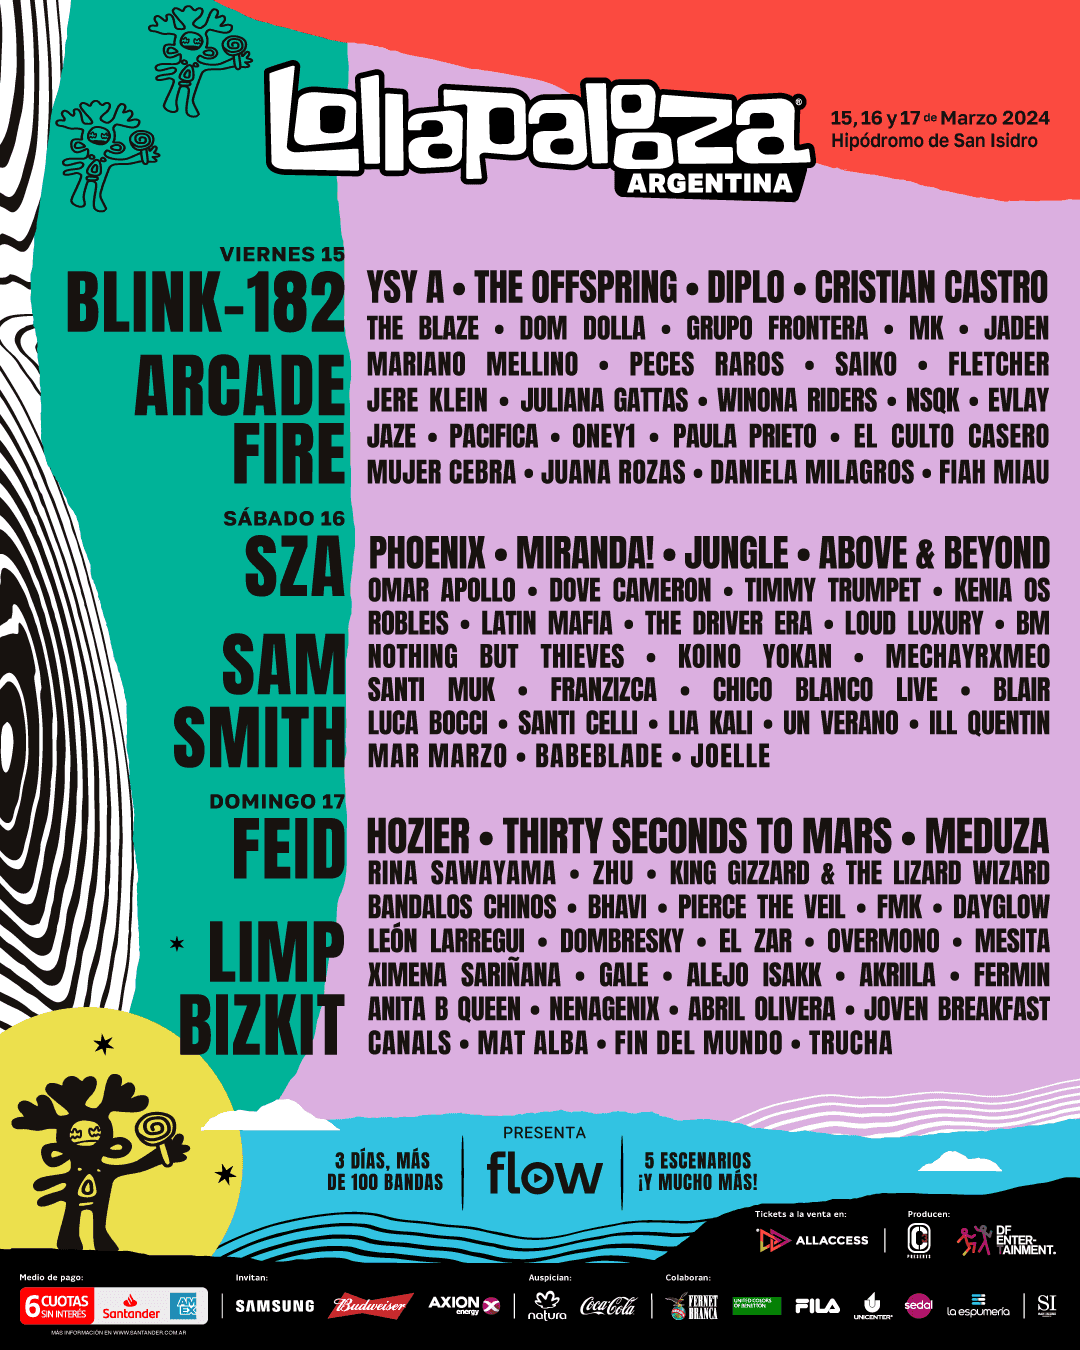 Lollapalooza®
ARGENTINA
15, 16 y 17 de Marzo 2024
Hipódromo de San Isidro
VIERNES 15
BLINK-182
ARCADE
FIRE
YSY A • THE OFFSPRING • DIPLO • CRISTIAN CASTRO
THE BLAZE • DOM DOLLA • GRUPO FRONTERA • MK • JADEN
MARIANO MELLINO • PECES RAROS • SAIKO • FLETCHER
JERE KLEIN • JULIANA GATTAS • WINONA RIDERS • NSQK • EVLAY
JAZE • PACIFICA • ONEY1 • PAULA PRIETO • EL CULTO CASERO
MUJER CEBRA • JUANA ROZAS • DANIELA MILAGROS • FIAH MIAU
SÁBADO 16
SZA
SAM
SMITH
PHOENIX • MIRANDA! • JUNGLE • ABOVE & BEYOND
OMAR APOLLO • DOVE CAMERON • TIMMY TRUMPET • KENIA OS
ROBLEIS • LATIN MAFIA • THE DRIVER ERA • LOUD LUXURY • BM
NOTHING BUT THIEVES • KOINO YOKAN • MECHAYRXMEO
SANTI MUK • FRANZIZCA • CHICO BLANCO LIVE • BLAIR
LUCA BOCCI • SANTI CELLI • LIA KALI • UN VERANO • ILL QUENTIN
MAR MARZO • BABEBLADE • JOELLE
DOMINGO 17
FEID
LIMP
BIZKIT
HOZIER • THIRTY SECONDS TO MARS • MEDUZA
RINA SAWAYAMA • ZHU • KING GIZZARD & THE LIZARD WIZARD
BANDALOS CHINOS • BHAVI • PIERCE THE VEIL • FMK • DAYGLOW
LEÓN LARREGUI • DOMBRESKY • EL ZAR • OVERMONO • MESITA
XIMENA SARIÑANA • GALE • ALEJO ISAKK • AKRIILA • FERMIN
ANITA B QUEEN • NENAGENIX • ABRIL OLIVERA • JOVEN BREAKFAST
CANALS • MAT ALBA • FIN DEL MUNDO • TRUCHA
3 DÍAS, MÁS
DE 100 BANDAS
PRESENTA
flow
5 ESCENARIOS
¡Y MUCHO MÁS!
Tickets a la venta en:
ALLACCESS
Producen:
PRESENTS
DF
ENTER-
TAINMENT.
Medio de pago:
6 CUOTAS
SIN INTERÉS
Santander
AMEX
MÁS INFORMACIÓN EN WWW.SANTANDER.COM.AR
Invitan:
SAMSUNG
Budweiser
AXION
energy
Auspician:
natura
Coca-Cola
Colaboran:
FERNET
BRANCA
UNITED COLORS
OF BENETTON
FILA
UNICENTER
sedal
la espumería
SI